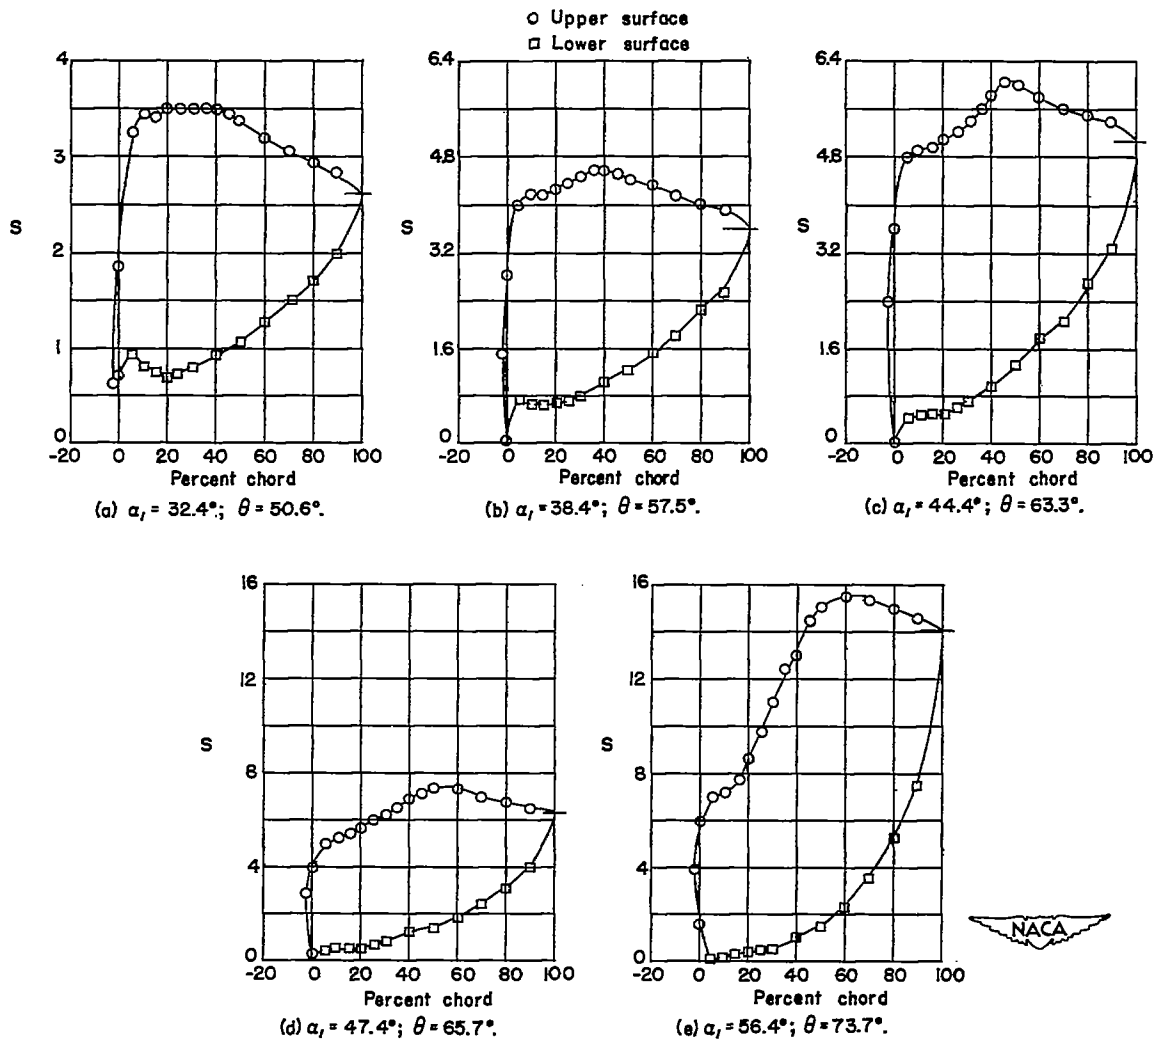 Upper surface
Lower surface
4
3
2
1
0
S
-20 0 20 40 60 80 100
Percent chord
(a) α₁ = 32.4°; θ = 50.6°.
6.4
4.8
3.2
1.6
0
S
-20 0 20 40 60 80 100
Percent chord
(b) α₁ = 38.4°; θ = 57.5°.
6.4
4.8
3.2
1.6
0
S
-20 0 20 40 60 80 100
Percent chord
(c) α₁ = 44.4°; θ = 63.3°.
16
12
8
4
0
S
-20 0 20 40 60 80 100
Percent chord
(d) α₁ = 47.4°; θ = 65.7°.
16
12
8
4
0
S
-20 0 20 40 60 80 100
Percent chord
(e) α₁ = 56.4°; θ = 73.7°.
NACA